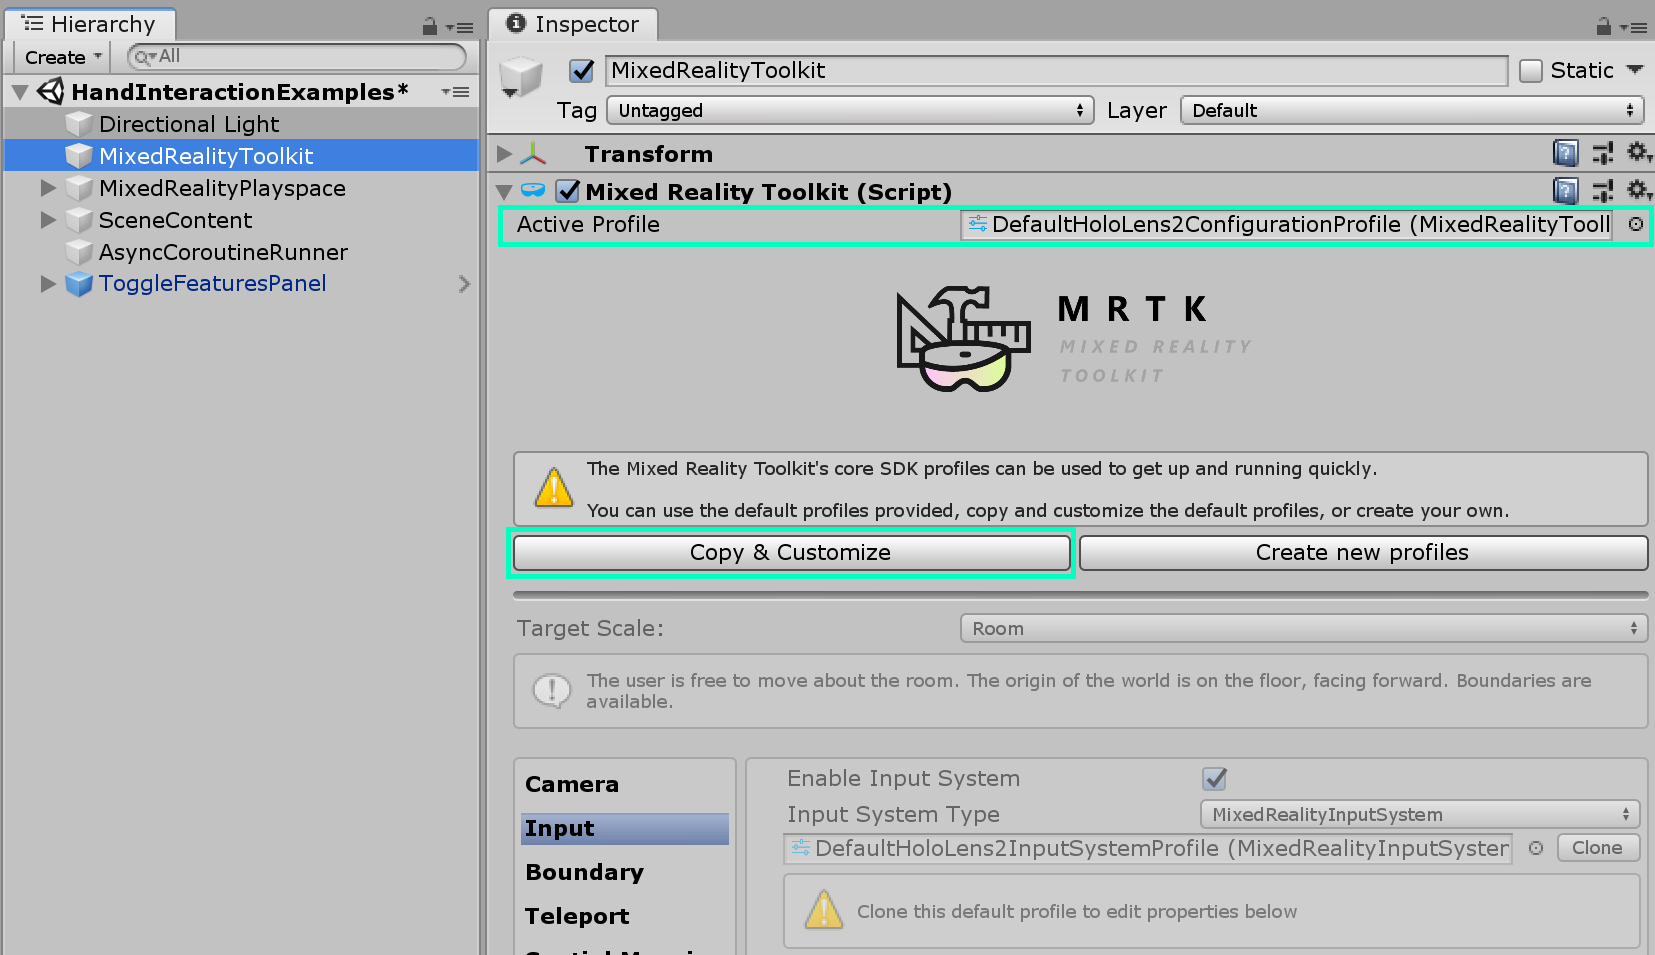 Hierarchy
Create
All
HandInteractionExamples*
Directional Light
MixedRealityToolkit
MixedRealityPlayspace
SceneContent
AsyncCoroutineRunner
ToggleFeaturesPanel
Inspector
MixedRealityToolkit
Static
Tag
Untagged
Layer
Default
Transform
Mixed Reality Toolkit (Script)
Active Profile
DefaultHoloLens2ConfigurationProfile (MixedRealityTooll
MRTK
MIXED REALITY
TOOLKIT
The Mixed Reality Toolkit's core SDK profiles can be used to get up and running quickly.
You can use the default profiles provided, copy and customize the default profiles, or create your own.
Copy & Customize
Create new profiles
Target Scale:
Room
The user is free to move about the room. The origin of the world is on the floor, facing forward. Boundaries are
available.
Camera
Input
Boundary
Teleport
Enable Input System
Input System Type
MixedRealityInputSystem
DefaultHoloLens2InputSystemProfile (MixedRealityInputSyster
Clone
Clone this default profile to edit properties below